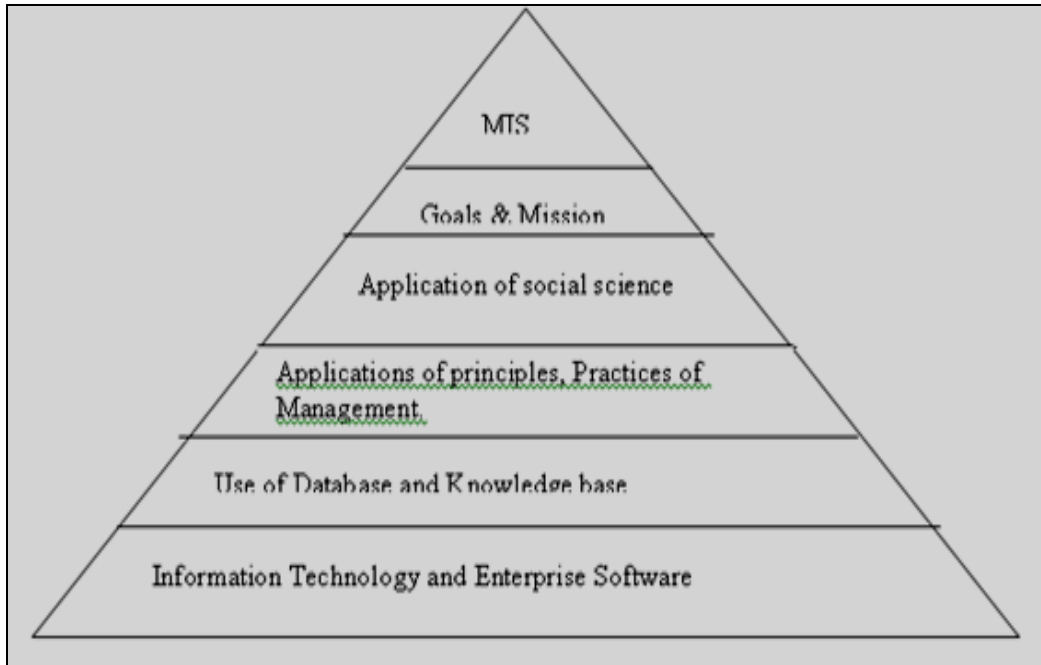 MIS
Goals & Mission
Application of social science
Applications of principles, Practices of
Management.
Use of Database and Knowledge base
Information Technology and Enterprise Software